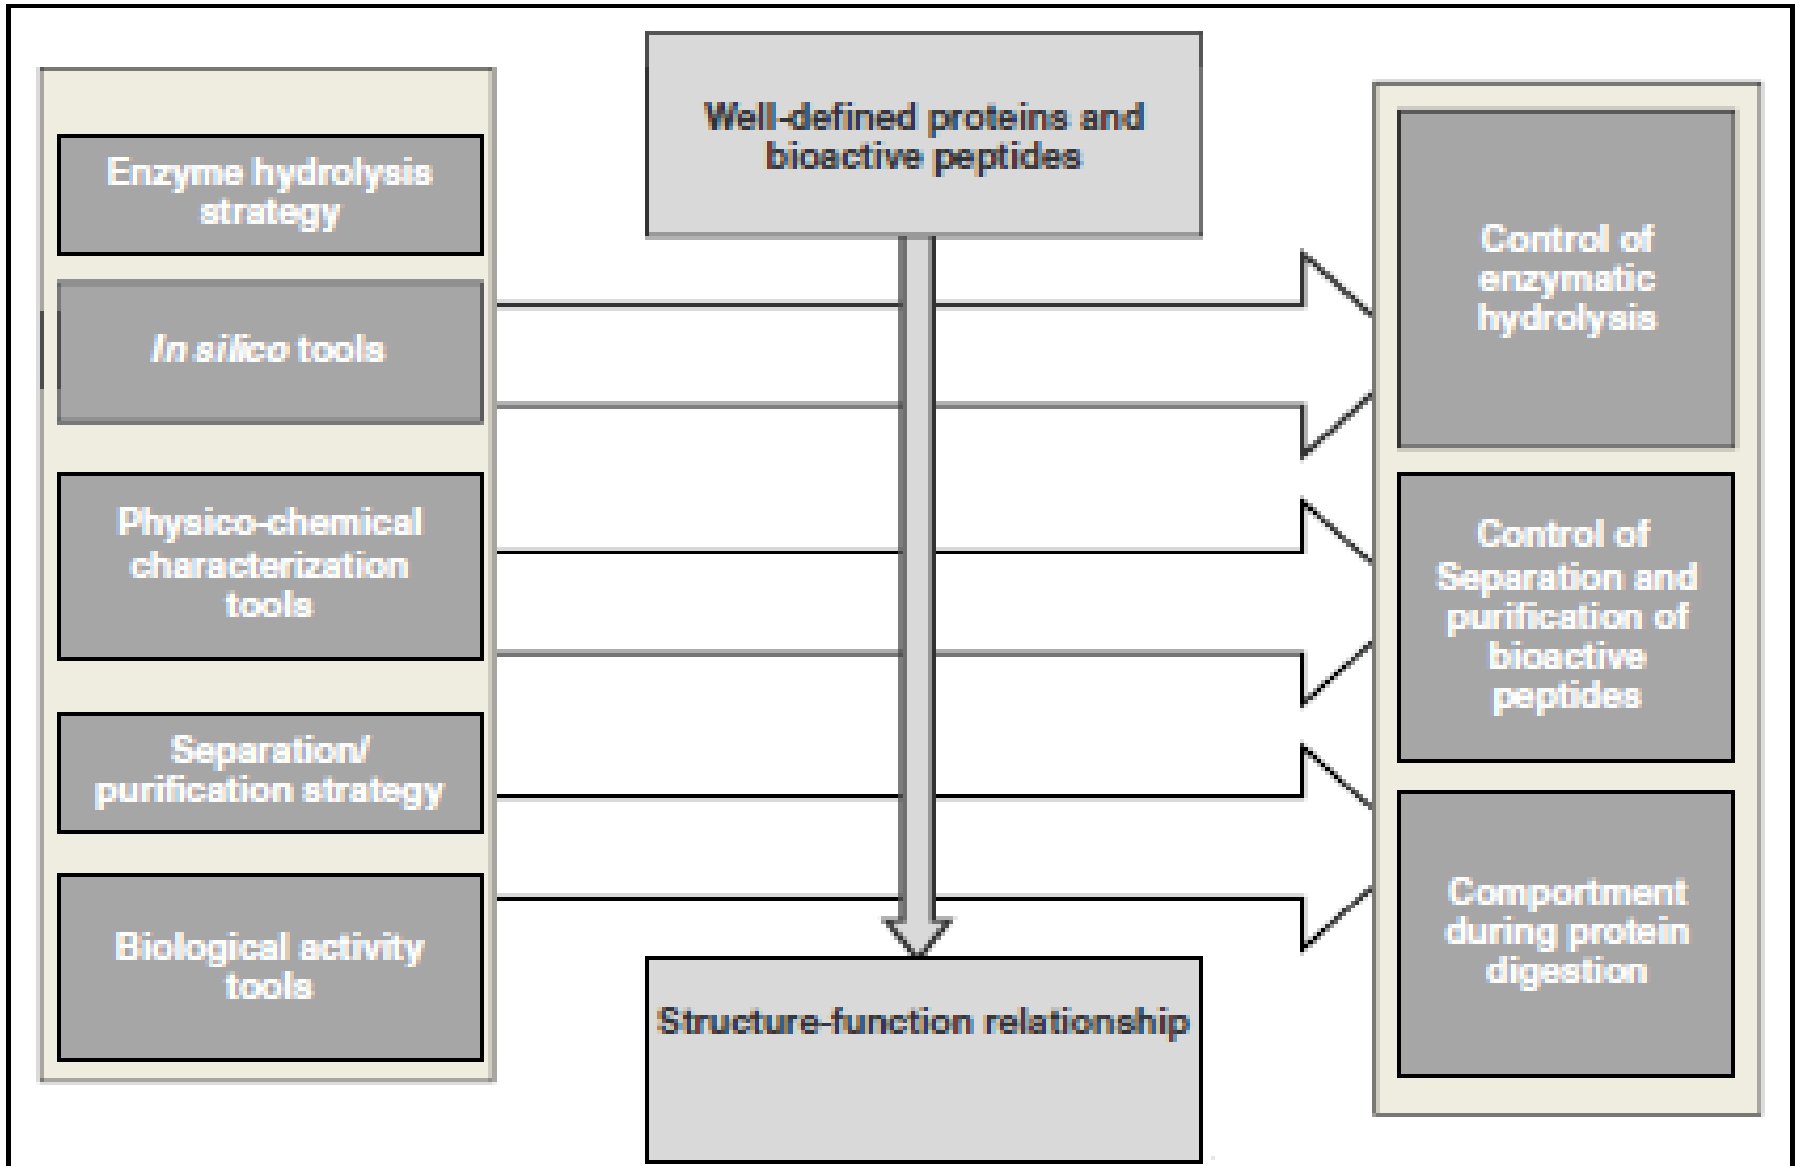 Enzyme hydrolysis
strategy
In silico tools
Physico-chemical
characterization
tools
Separation/
purification strategy
Biological activity
tools
Well-defined proteins and
bioactive peptides
Structure-function relationship
Control of
enzymatic
hydrolysis
Control of
Separation and
purification of
bioactive
peptides
Comportment
during protein
digestion